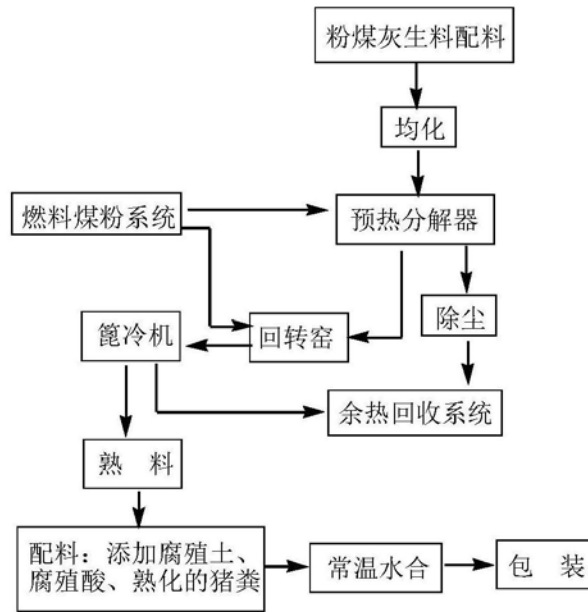 粉煤灰生料配料
均化
燃料煤粉系统
预热分解器
除尘
篦冷机
回转窑
余热回收系统
熟 料
配料：添加腐殖土、
腐殖酸、熟化的猪粪
常温水合
包 装